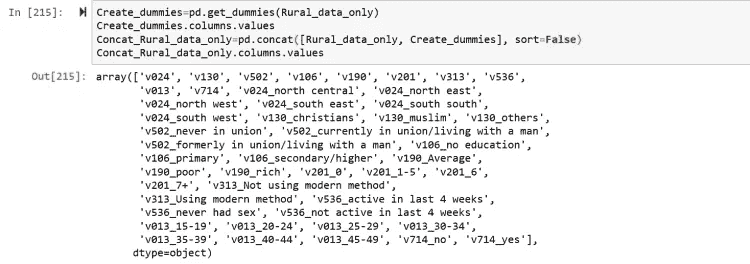 In [215]:
Create_dummies=pd.get_dummies(Rural_data_only)
Create_dummies.columns.values
Concat_Rural_data_only=pd.concat([Rural_data_only, Create_dummies], sort=False)
Concat_Rural_data_only.columns.values
Out[215]: array(['v024', 'v130', 'v502', 'v106', 'v190', 'v201', 'v313', 'v536',
'v013', 'v714', 'v024_north central', 'v024_north east',
'v024_north west', 'v024_south east', 'v024_south south',
'v024_south west', 'v130_christians', 'v130_muslim', 'v130_others',
'v502_never in union', 'v502_currently in union/living with a man',
'v502_formerly in union/living with a man', 'v106_no education',
'v106_primary', 'v106_secondary/higher', 'v190_Average',
'v190_poor', 'v190_rich', 'v201_0', 'v201_1-5', 'v201_6',
'v201_7+', 'v313_Not using modern method',
'v313_Using modern method', 'v536_active in last 4 weeks',
'v536_never had sex', 'v536_not active in last 4 weeks',
'v013_15-19', 'v013_20-24', 'v013_25-29', 'v013_30-34',
'v013_35-39', 'v013_40-44', 'v013_45-49', 'v714_no', 'v714_yes'],
dtype=object)